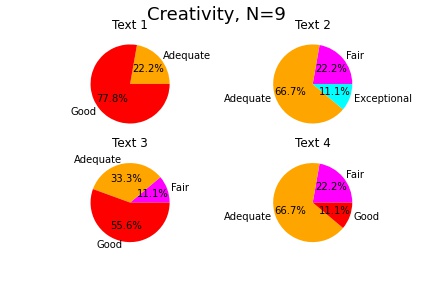 Creativity, N=9
Text 1
Adequate
22.2%
77.8%
Good
Text 2
Fair
22.2%
Adequate
66.7%
11.1%
Exceptional
Text 3
Adequate
33.3%
Fair
11.1%
55.6%
Good
Text 4
Fair
22.2%
Adequate
66.7%
11.1%
Good